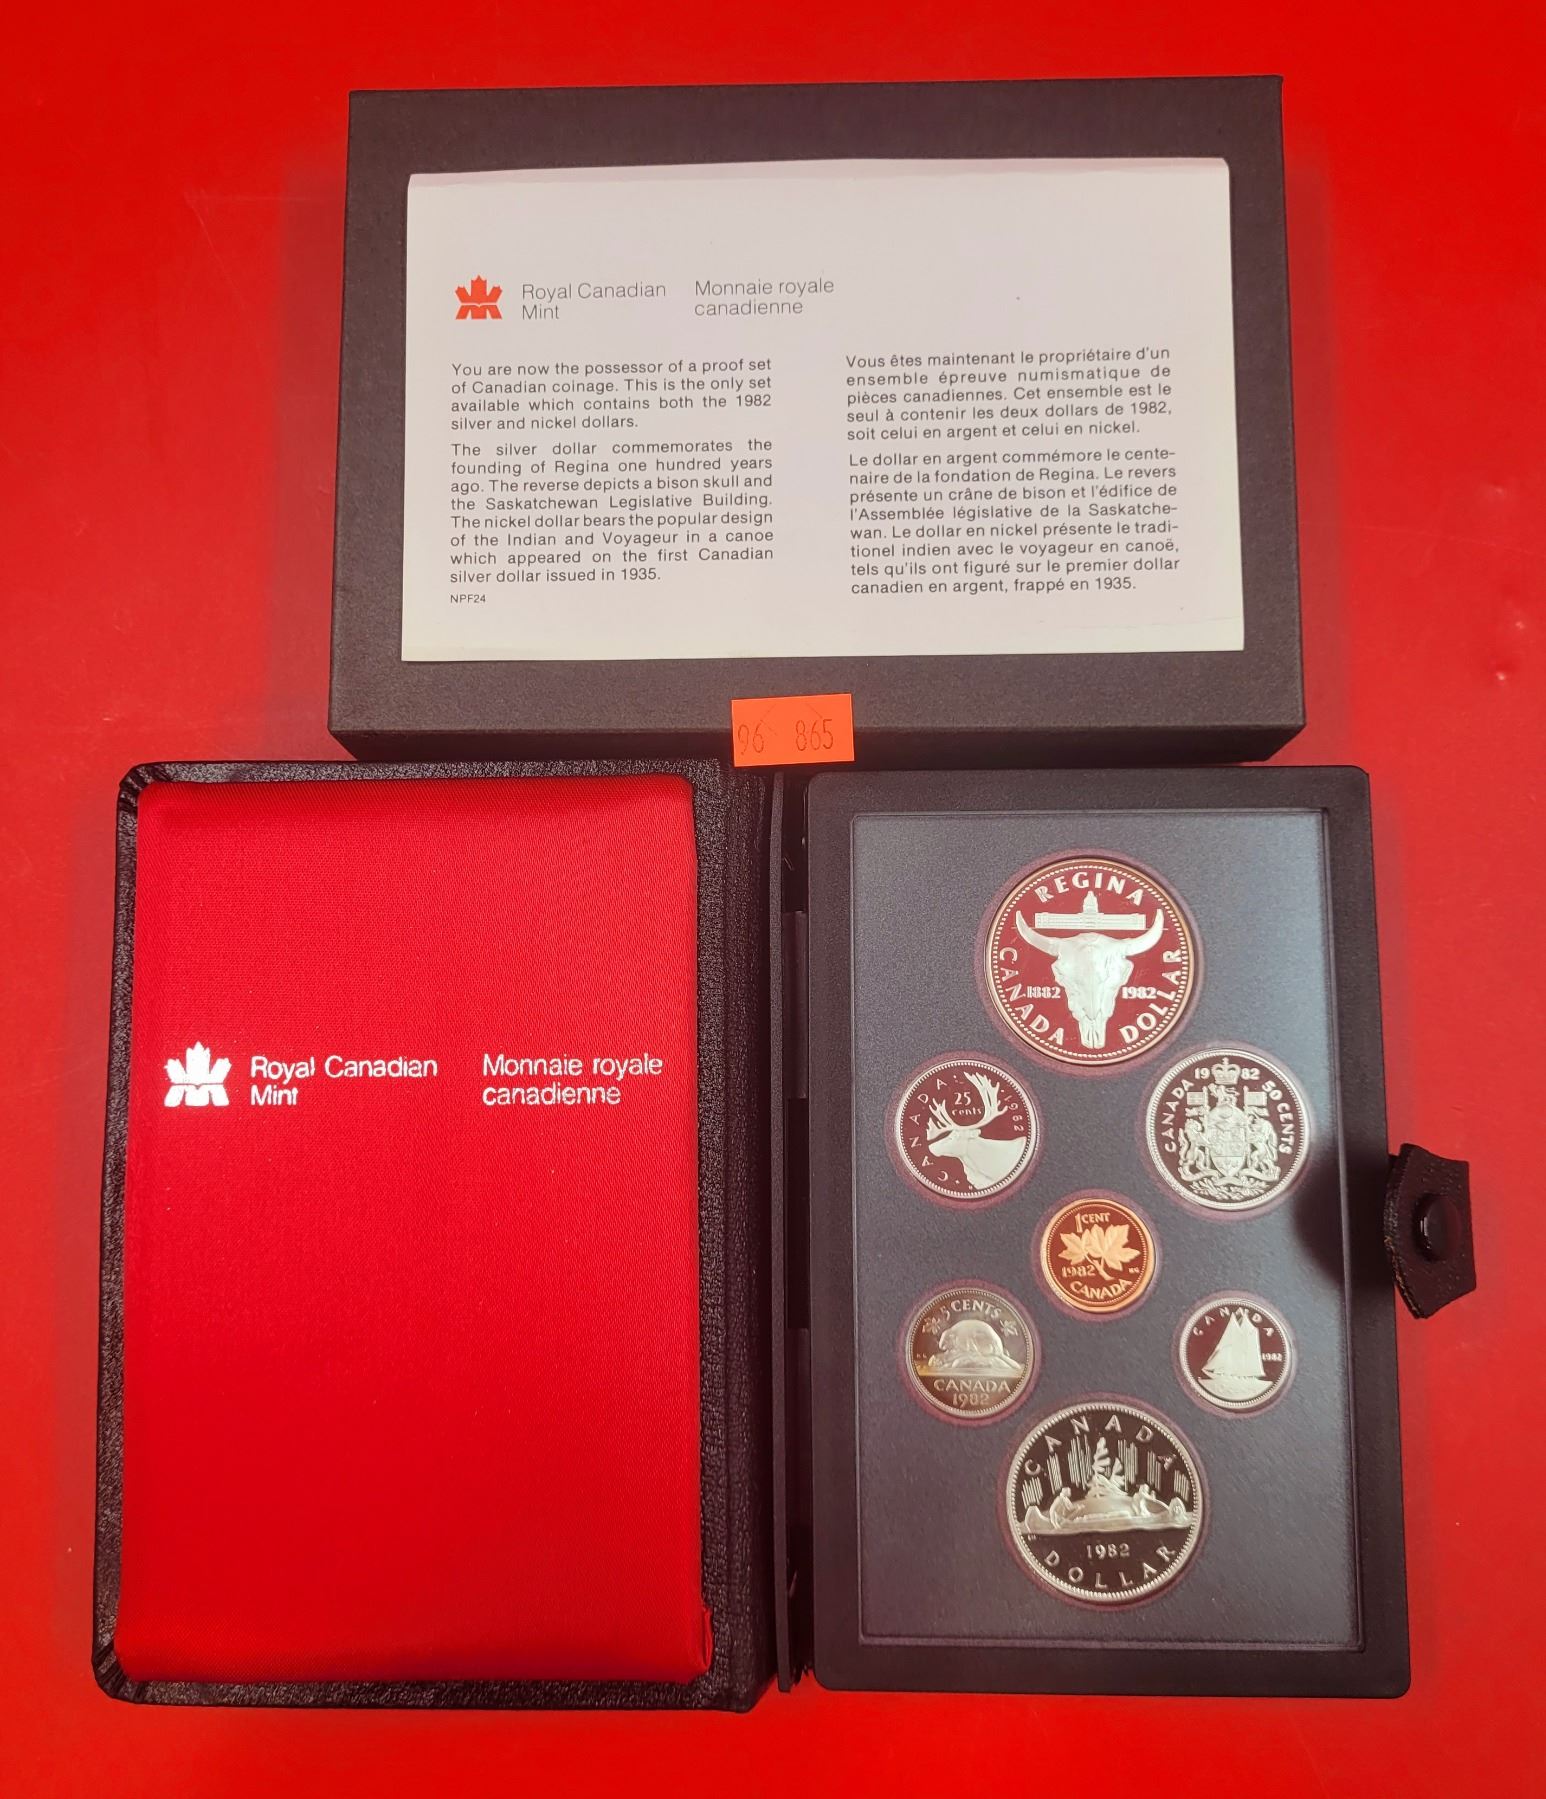 Royal Canadian
Mint
Monnaie royale
canadienne
You are now the possessor of a proof set
of Canadian coinage. This is the only set
available which contains both the 1982
silver and nickel dollars.
The silver dollar commemorates the
founding of Regina one hundred years
ago. The reverse depicts a bison skull and
the Saskatchewan Legislative Building.
The nickel dollar bears the popular design
of the Indian and Voyageur in a canoe
which appeared on the first Canadian
silver dollar issued in 1935.
NPF24
Vous êtes maintenant le propriétaire d'un
ensemble épreuve numismatique de
pièces canadiennes. Cet ensemble est le
seul à contenir les deux dollars de 1982,
soit celui en argent et celui en nickel.
Le dollar en argent commémore le cente-
naire de la fondation de Regina. Le revers
présente un crâne de bison et l'édifice de
l'Assemblée législative de la Saskatche-
wan. Le dollar en nickel présente le tradi-
tionel indien avec le voyageur en canoë,
tels qu'ils ont figuré sur le premier dollar
canadien en argent, frappé en 1935.
96 865
Royal Canadian
Mint
Monnaie royale
canadienne
REGINA
1882 1982
CANADA DOLLAR
CANADA 25 cents 1982
CANADA 1982 50 CENTS
1 CENT
1982
CANADA
5 CENTS
CANADA
1982
CANADA
1982
CANADA
1982
DOLLAR